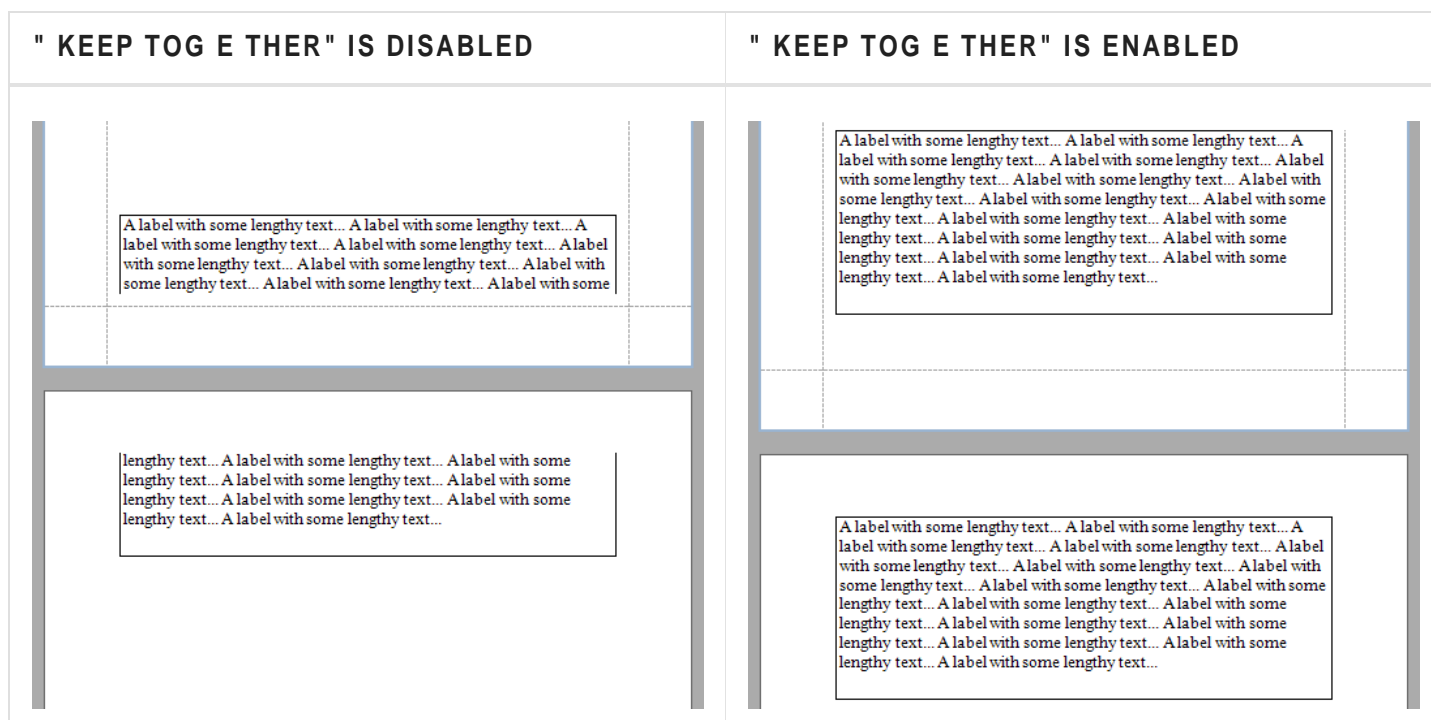 " KEEP TOG E THER" IS DISABLED
" KEEP TOG E THER" IS ENABLED
A label with some lengthy text... A label with some lengthy text... A
label with some lengthy text... A label with some lengthy text... A label
with some lengthy text... A label with some lengthy text... A label with
some lengthy text... A label with some lengthy text... A label with some
lengthy text... A label with some lengthy text... A label with some
lengthy text... A label with some lengthy text... A label with some
lengthy text... A label with some lengthy text... A label with some
lengthy text... A label with some lengthy text...
A label with some lengthy text... A label with some lengthy text... A
label with some lengthy text... A label with some lengthy text... A label
with some lengthy text... A label with some lengthy text... A label with
some lengthy text... A label with some lengthy text... A label with some
lengthy text... A label with some lengthy text... A label with some
lengthy text... A label with some lengthy text... A label with some
lengthy text... A label with some lengthy text... A label with some
lengthy text... A label with some lengthy text...
A label with some lengthy text... A label with some lengthy text... A
label with some lengthy text... A label with some lengthy text... A label
with some lengthy text... A label with some lengthy text... A label with
some lengthy text... A label with some lengthy text... A label with some
lengthy text... A label with some lengthy text... A label with some
lengthy text... A label with some lengthy text... A label with some
lengthy text... A label with some lengthy text... A label with some
lengthy text... A label with some lengthy text...